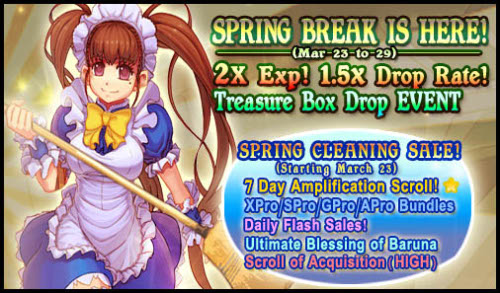 SPRING BREAK IS HERE!
(Mar-23-to-29)
2X Exp! 1.5X Drop Rate!
Treasure Box Drop EVENT
SPRING CLEANING SALE!
(Starting March 23)
7 Day Amplification Scroll!
XPro/SPro/GPro/APro Bundles
Daily Flash Sales!
Ultimate Blessing of Baruna
Scroll of Acquisition (HIGH)